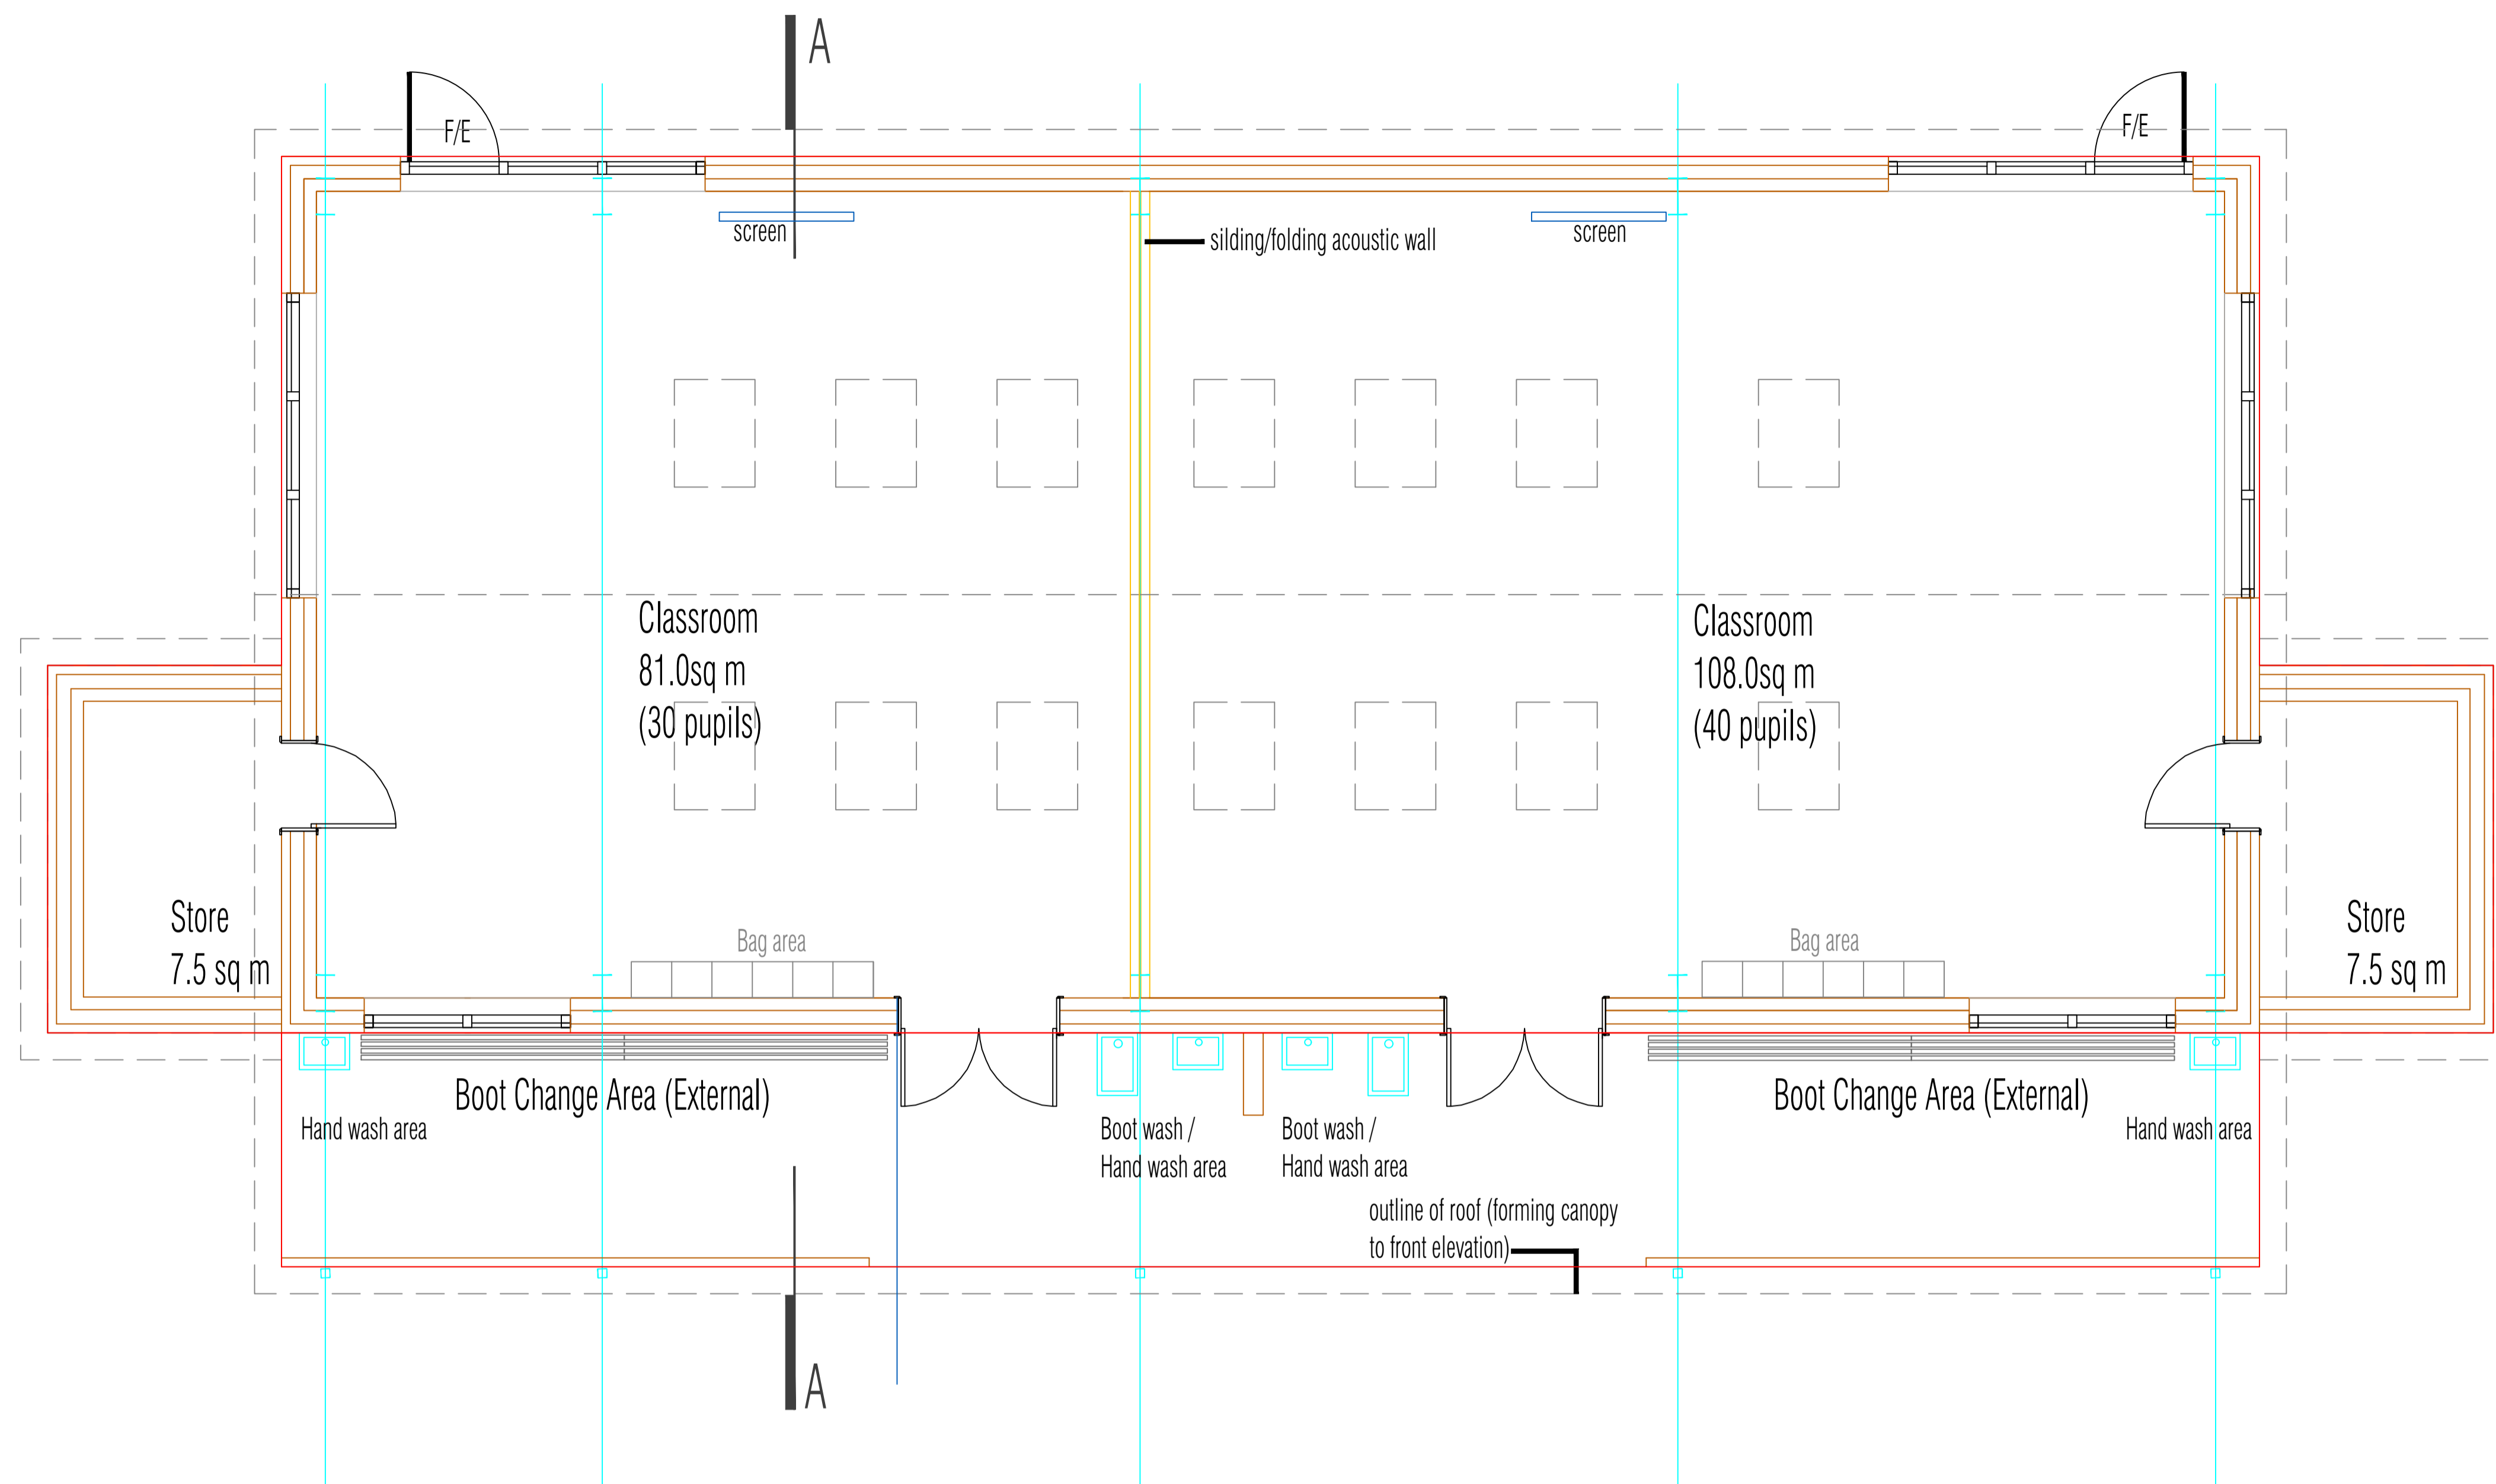 A
F/E
F/E
screen
silding/folding acoustic wall
screen
Classroom
81.0sq m
(30 pupils)
Classroom
108.0sq m
(40 pupils)
Store
7.5 sq m
Bag area
Bag area
Store
7.5 sq m
Boot Change Area (External)
Boot Change Area (External)
Hand wash area
Boot wash /
Hand wash area
Boot wash /
Hand wash area
Hand wash area
outline of roof (forming canopy
to front elevation)
A